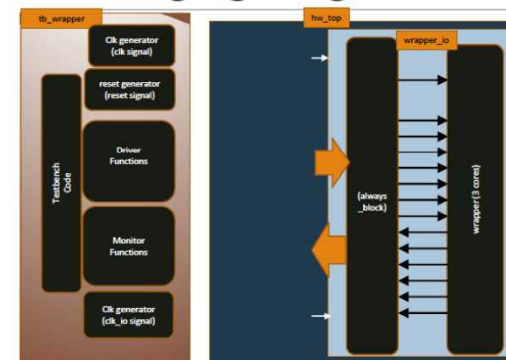 tb_wrapper
Clk generator
(clk signal)
reset generator
(reset signal)
Testbench
Code
Driver
Functions
Monitor
Functions
Clk generator
(clk_io signal)
hw_top
wrapper_io
(always
_block)
wrapper (3 cores)